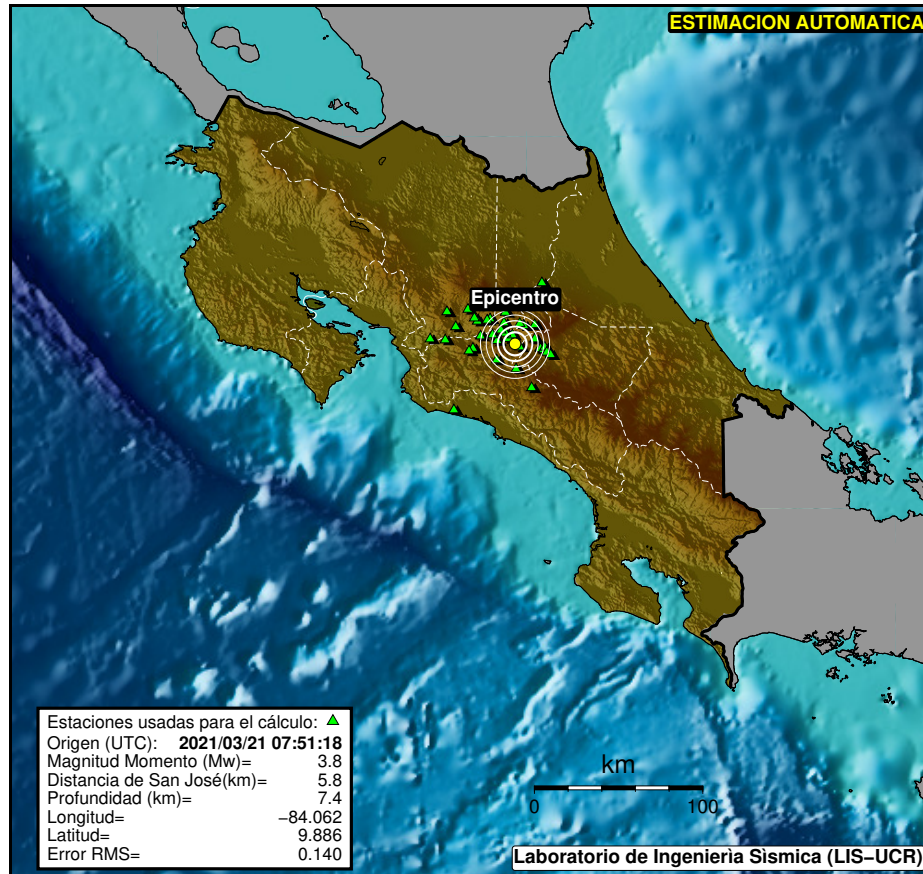 ESTIMACION AUTOMATICA
Epicentro
Estaciones usadas para el cálculo:
Origen (UTC): 2021/03/21 07:51:18
Magnitud Momento (Mw)= 3.8
Distancia de San José(km)= 5.8
Profundidad (km)= 7.4
Longitud= −84.062
Latitud= 9.886
Error RMS= 0.140
km
0 100
Laboratorio de Ingenierìa Sìsmica (LIS−UCR)